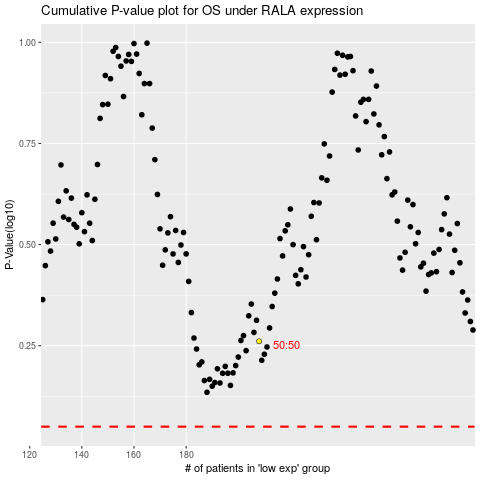 Cumulative P-value plot for OS under RALA expression
P-Value(log10)
1.00
0.75
0.50
0.25
50:50
120 140 160 180
# of patients in 'low exp' group